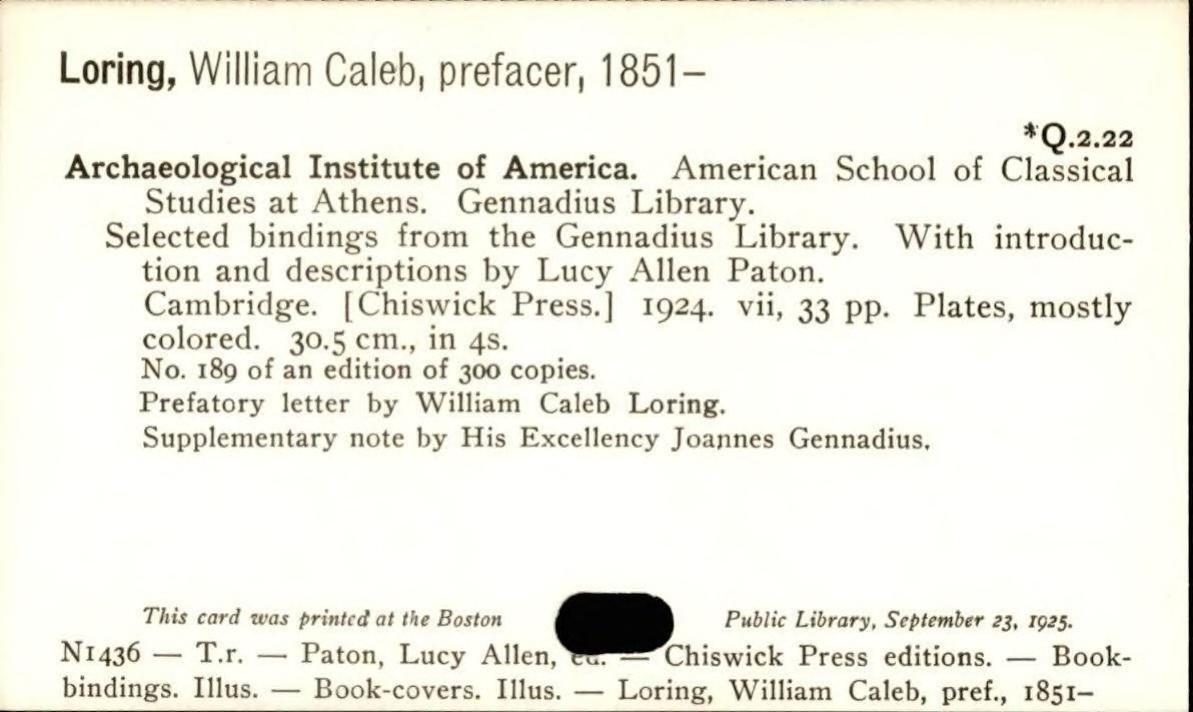 Loring, William Caleb, prefacer, 1851–
*Q.2.22
Archaeological Institute of America. American School of Classical
Studies at Athens. Gennadius Library.
Selected bindings from the Gennadius Library. With introduc-
tion and descriptions by Lucy Allen Paton.
Cambridge. [Chiswick Press.] 1924. vii, 33 pp. Plates, mostly
colored. 30.5 cm., in 4s.
No. 189 of an edition of 300 copies.
Prefatory letter by William Caleb Loring.
Supplementary note by His Excellency Joannes Gennadius.
This card was printed at the Boston Public Library, September 23, 1925.
N1436 — T.r. — Paton, Lucy Allen, ed. — Chiswick Press editions. — Book-
bindings. Illus. — Book-covers. Illus. — Loring, William Caleb, pref., 1851–